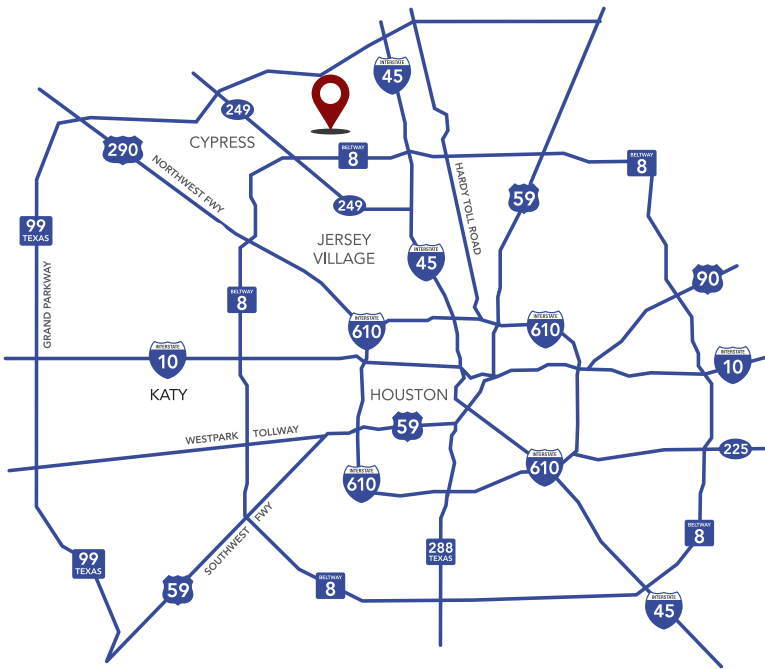 INTERSTATE
45
249
CYPRESS
290
BELTWAY
8
BELTWAY
8
HARDY TOLL ROAD
NORTHWEST FWY
59
249
99
TEXAS
JERSEY
VILLAGE
INTERSTATE
45
90
GRAND PARKWAY
BELTWAY
8
INTERSTATE
610
INTERSTATE
610
INTERSTATE
10
INTERSTATE
10
KATY
HOUSTON
59
WESTPARK TOLLWAY
225
INTERSTATE
610
INTERSTATE
610
SOUTHWEST FWY
BELTWAY
8
288
TEXAS
99
TEXAS
59
BELTWAY
8
INTERSTATE
45